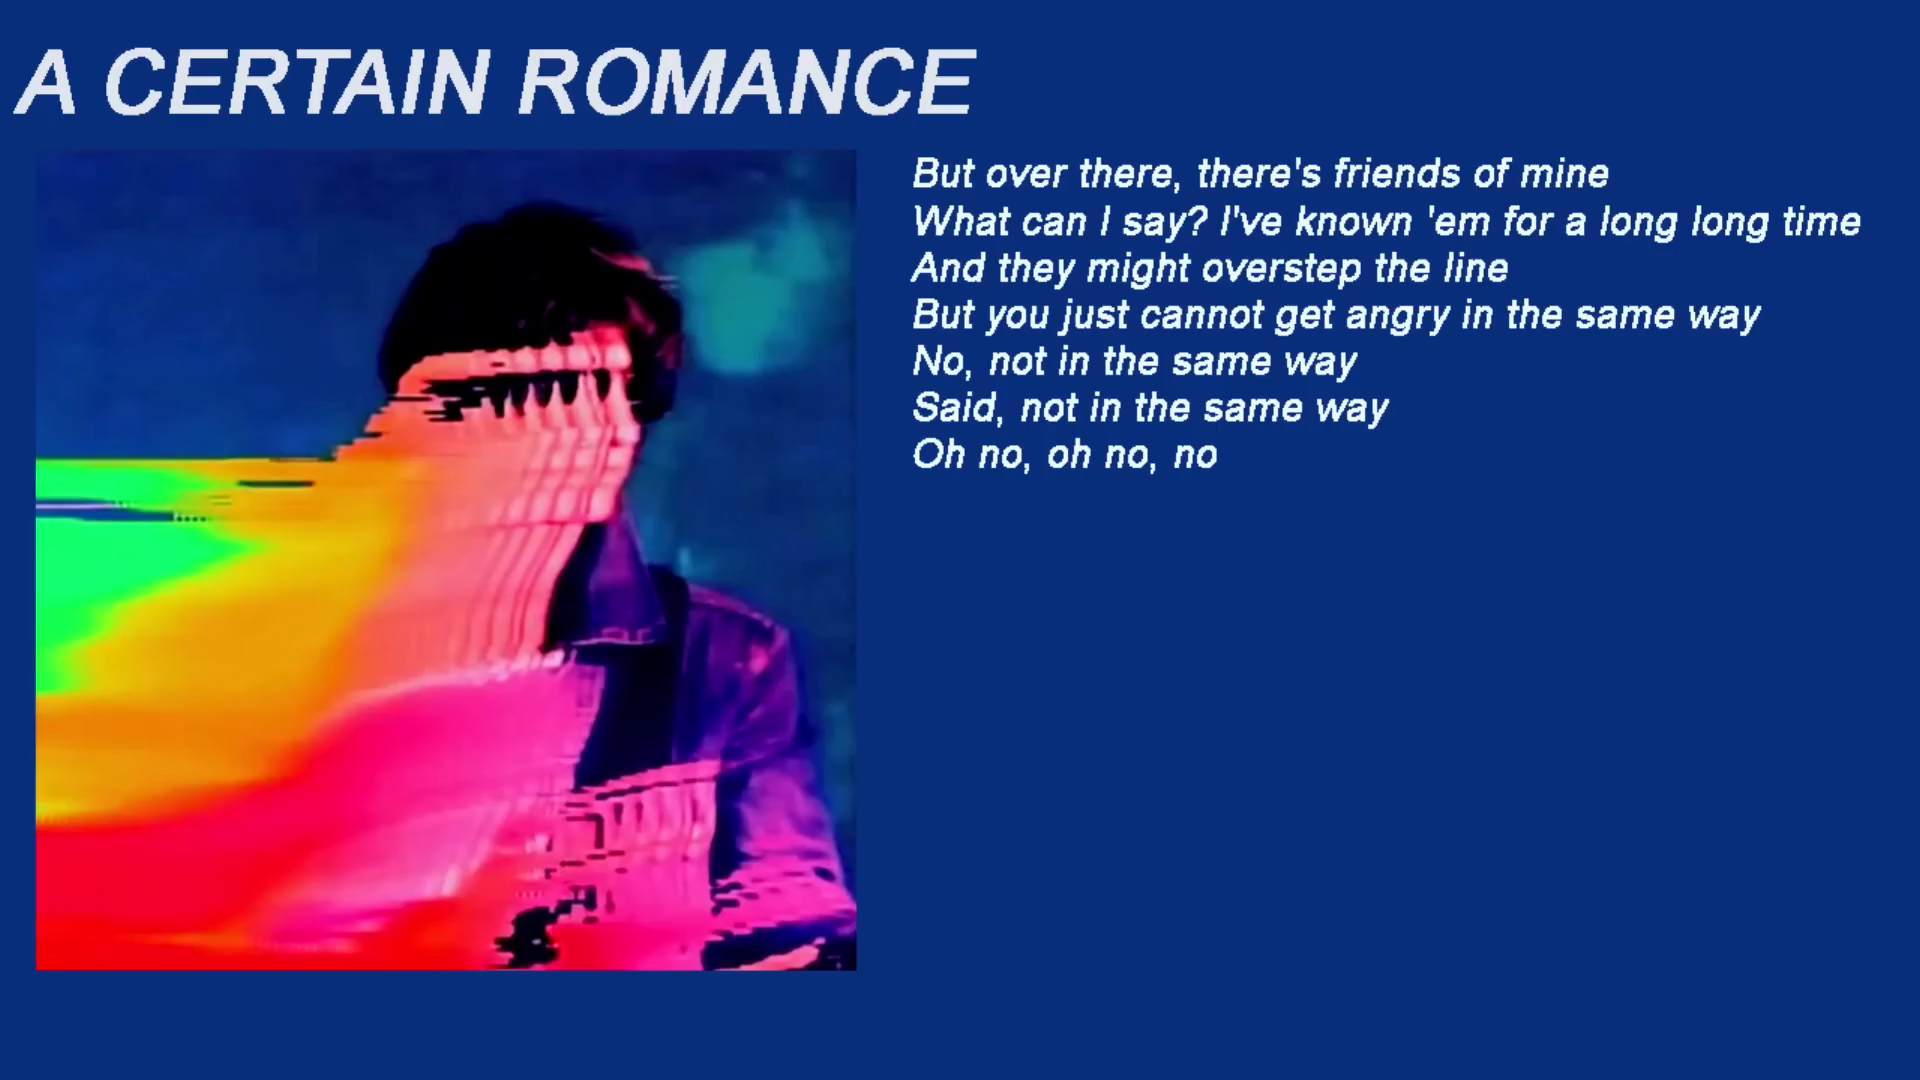 A CERTAIN ROMANCE
But over there, there's friends of mine
What can I say? I've known 'em for a long long time
And they might overstep the line
But you just cannot get angry in the same way
No, not in the same way
Said, not in the same way
Oh no, oh no, no